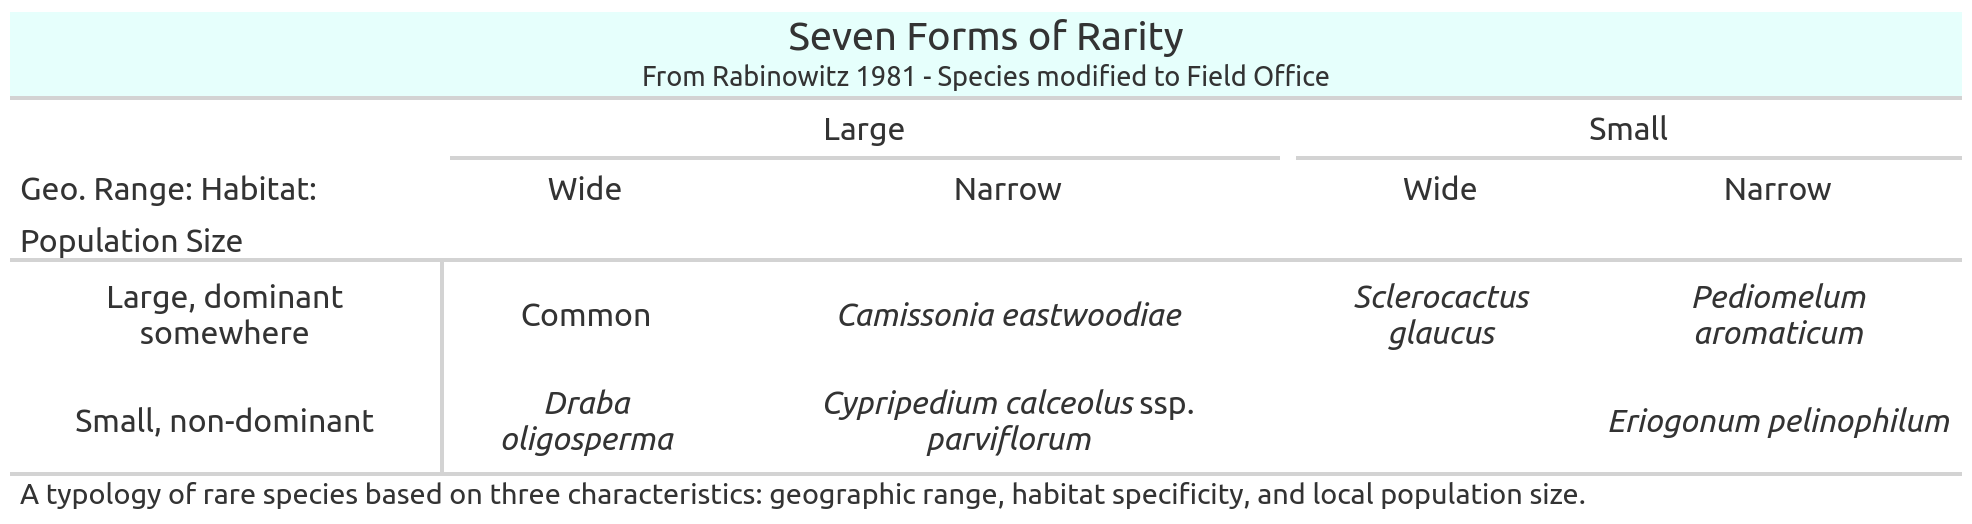 Seven Forms of Rarity
From Rabinowitz 1981 - Species modified to Field Office
Large Small
Geo. Range: Habitat: Wide Narrow Wide Narrow
Population Size
Large, dominant
somewhere
Common
Camissonia eastwoodiae
Sclerocactus
glaucus
Pediomelum
aromaticum
Small, non-dominant
Draba
oligosperma
Cypripedium calceolus ssp.
parviflorum
Eriogonum pelinophilum
A typology of rare species based on three characteristics: geographic range, habitat specificity, and local population size.